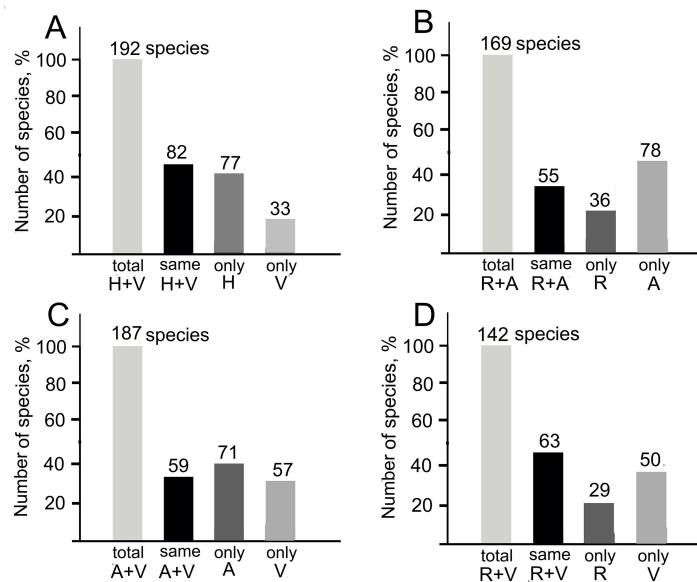 A
192 species
Number of species, %
100
80
60
40
20
82
77
33
total same only only
H+V H+V H V
B
169 species
Number of species, %
100
80
60
40
20
55
36
78
total same only only
R+A R+A R A
C
187 species
Number of species, %
100
80
60
40
20
59
71
57
total same only only
A+V A+V A V
D
142 species
Number of species, %
100
80
60
40
20
63
29
50
total same only only
R+V R+V R V